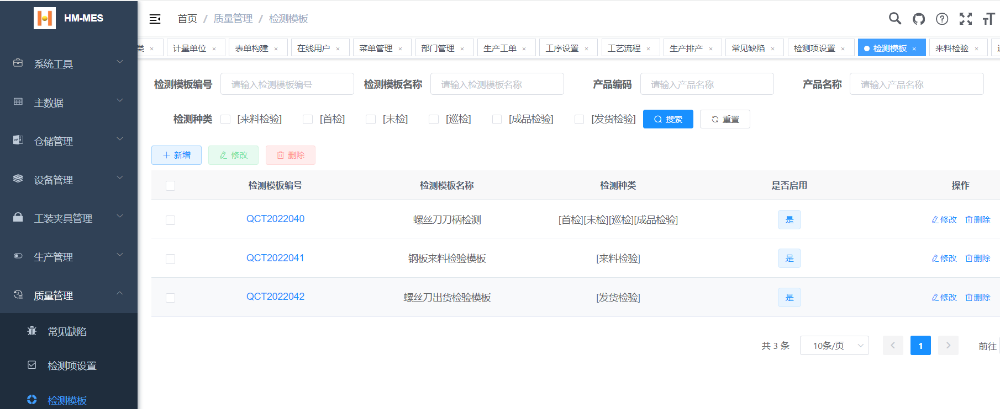 HM-MES
系统工具
主数据
仓储管理
设备管理
工装夹具管理
生产管理
质量管理
常见缺陷
检测项设置
检测模板
首页 / 质量管理 / 检测模板
类 × 计量单位 × 表单构建 × 在线用户 × 菜单管理 × 部门管理 × 生产工单 × 工序设置 × 工艺流程 × 生产排产 × 常见缺陷 × 检测项设置 × 检测模板 × 来料检验 ×
检测模板编号 请输入检测模板编号 检测模板名称 请输入检测模板名称 产品编码 请输入产品名称 产品名称 请输入产品名称
检测种类 [来料检验] [首检] [末检] [巡检] [成品检验] [发货检验] 搜索 重置
新增 修改 删除
检测模板编号 检测模板名称 检测种类 是否启用 操作
QCT2022040 螺丝刀刀柄检测 [首检][末检][巡检][成品检验] 是 修改 删除
QCT2022041 钢板来料检验模板 [来料检验] 是 修改 删除
QCT2022042 螺丝刀出货检验模板 [发货检验] 是 修改 删除
共 3 条 10条/页 1 前往